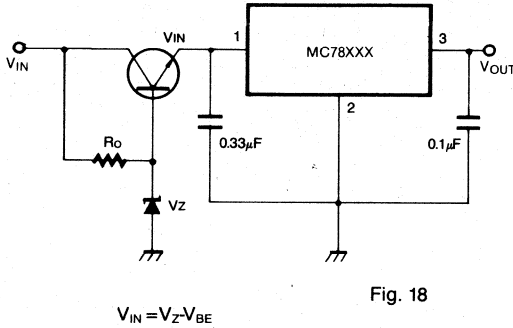 VIN
VIN
1
MC78XXX
3
VOUT
2
RO
0.33µF
0.1µF
VZ
Fig. 18
VIN =VZ-VBE